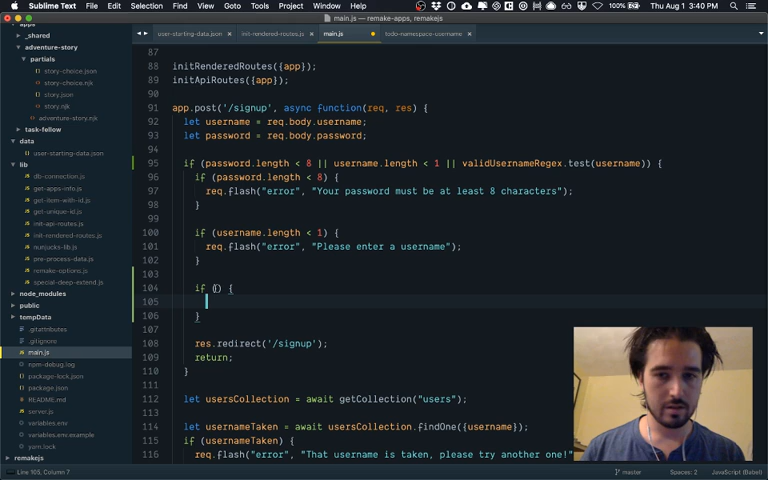 Sublime Text File Edit Selection Find View Goto Tools Project Window Help 100% Thu Aug 1 3:40 PM
main.js — remake-apps, remakejs
user-starting-data.json init-rendered-routes.js main.js todo-namespace-username
apps
_shared
adventure-story
partials
story-choice.json
story-choice.njk
story.json
story.njk
adventure-story.njk
task-fellow
data
user-starting-data.json
lib
db-connection.js
get-apps-info.js
get-item-with-id.js
get-unique-id.js
init-api-routes.js
init-rendered-routes.js
nunjucks-lib.js
pre-process-data.js
remake-options.js
special-deep-extend.js
node_modules
public
tempData
.gitattributes
.gitignore
main.js
npm-debug.log
package-lock.json
package.json
README.md
server.js
variables.env
variables.env.example
yarn.lock
remakejs
87
88 initRenderedRoutes({app});
89 initApiRoutes({app});
90
91 app.post('/signup', async function(req, res) {
92 let username = req.body.username;
93 let password = req.body.password;
94
95 if (password.length < 8 || username.length < 1 || validUsernameRegex.test(username)) {
96 if (password.length < 8) {
97 req.flash("error", "Your password must be at least 8 characters");
98 }
99
100 if (username.length < 1) {
101 req.flash("error", "Please enter a username");
102 }
103
104 if () {
105
106 }
107
108 res.redirect('/signup');
109 return;
110 }
111
112 let usersCollection = await getCollection("users");
113
114 let usernameTaken = await usersCollection.findOne({username});
115 if (usernameTaken) {
116 req.flash("error", "That username is taken, please try another one!"
Line 105, Column 7 master Spaces: 2 JavaScript (Babel)